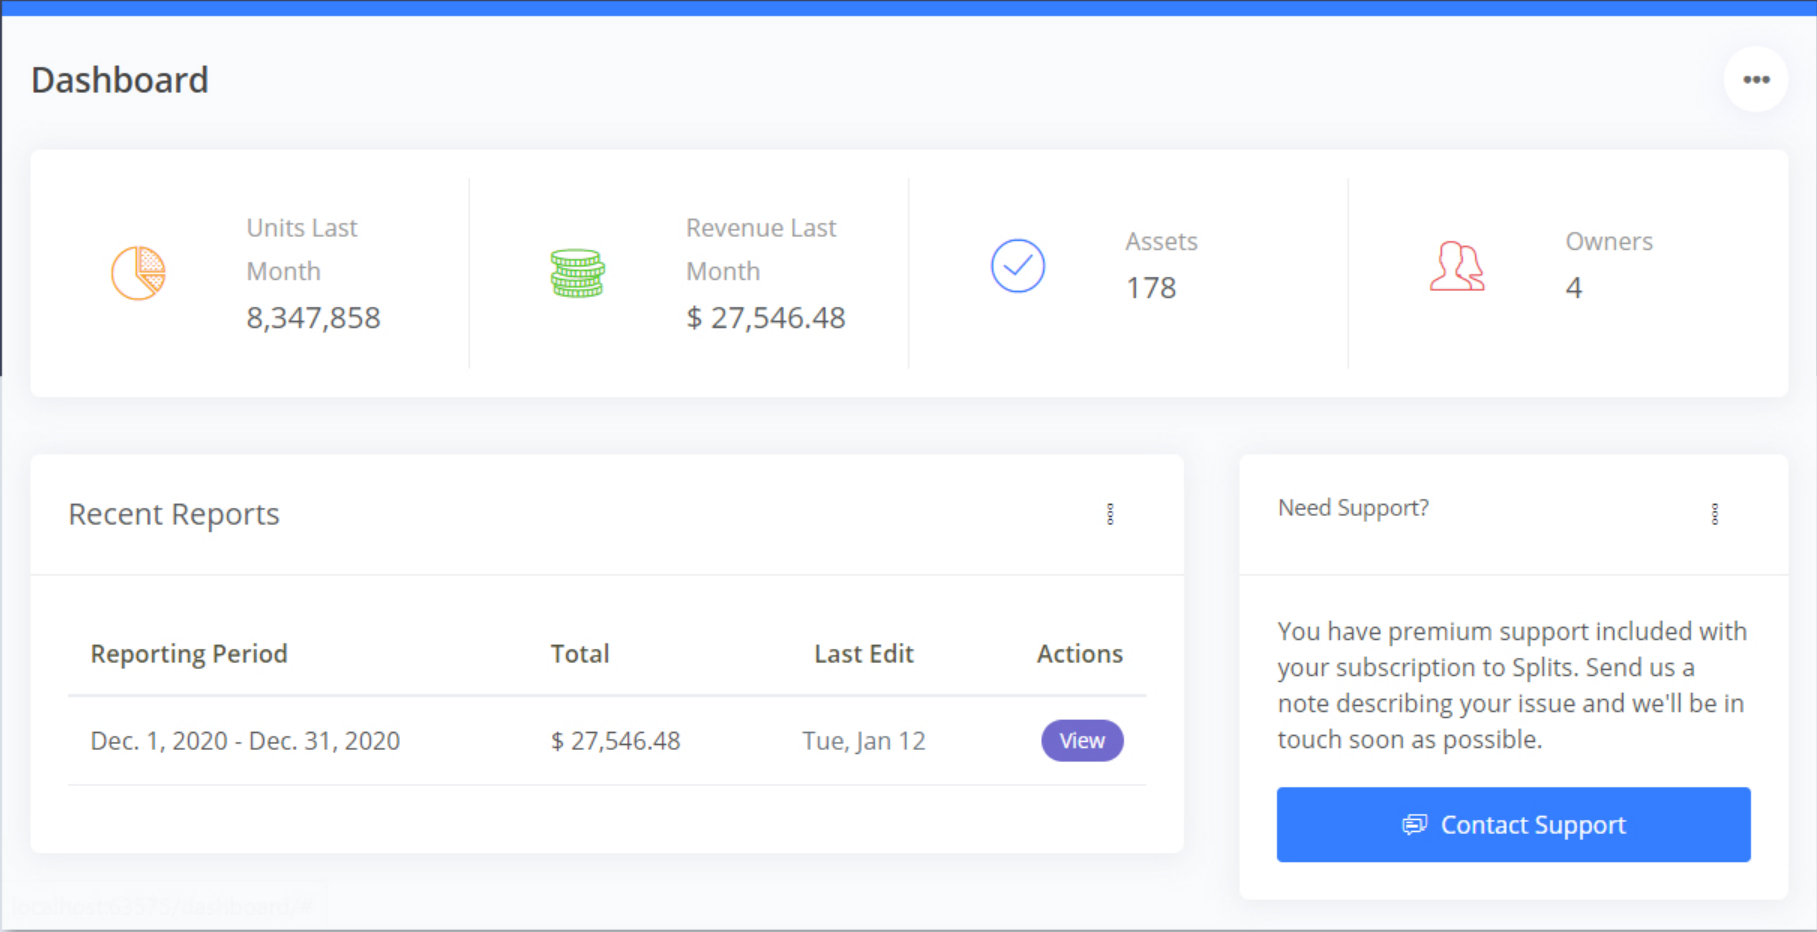 Dashboard
Units Last
Month
8,347,858
Revenue Last
Month
$ 27,546.48
Assets
178
Owners
4
Recent Reports
Reporting Period Total Last Edit Actions
Dec. 1, 2020 - Dec. 31, 2020 $ 27,546.48 Tue, Jan 12 View
Need Support?
You have premium support included with
your subscription to Splits. Send us a
note describing your issue and we'll be in
touch soon as possible.
Contact Support